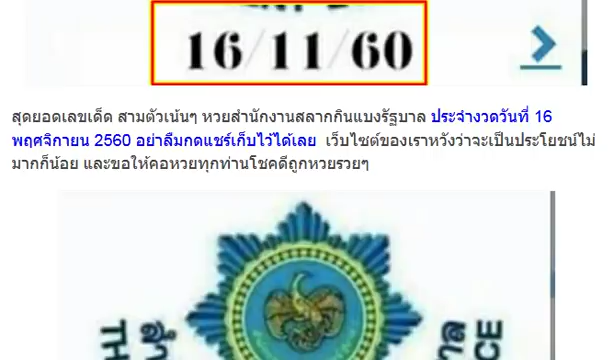 16/11/60
สุดยอดเลขเด็ด สามตัวเน้นๆ หวยสำนักงานสลากกินแบงรัฐบาล ประจำงวดวันที่ 16
พฤศจิกายน 2560 อย่าลืมกดแชร์เก็บไว้ได้เลย เว็บไซต์ของเราหวังว่าจะเป็นประโยชน์ไม่
มากก็น้อย และขอให้คอหวยทุกท่านโชคดีถูกหวยรวยๆ